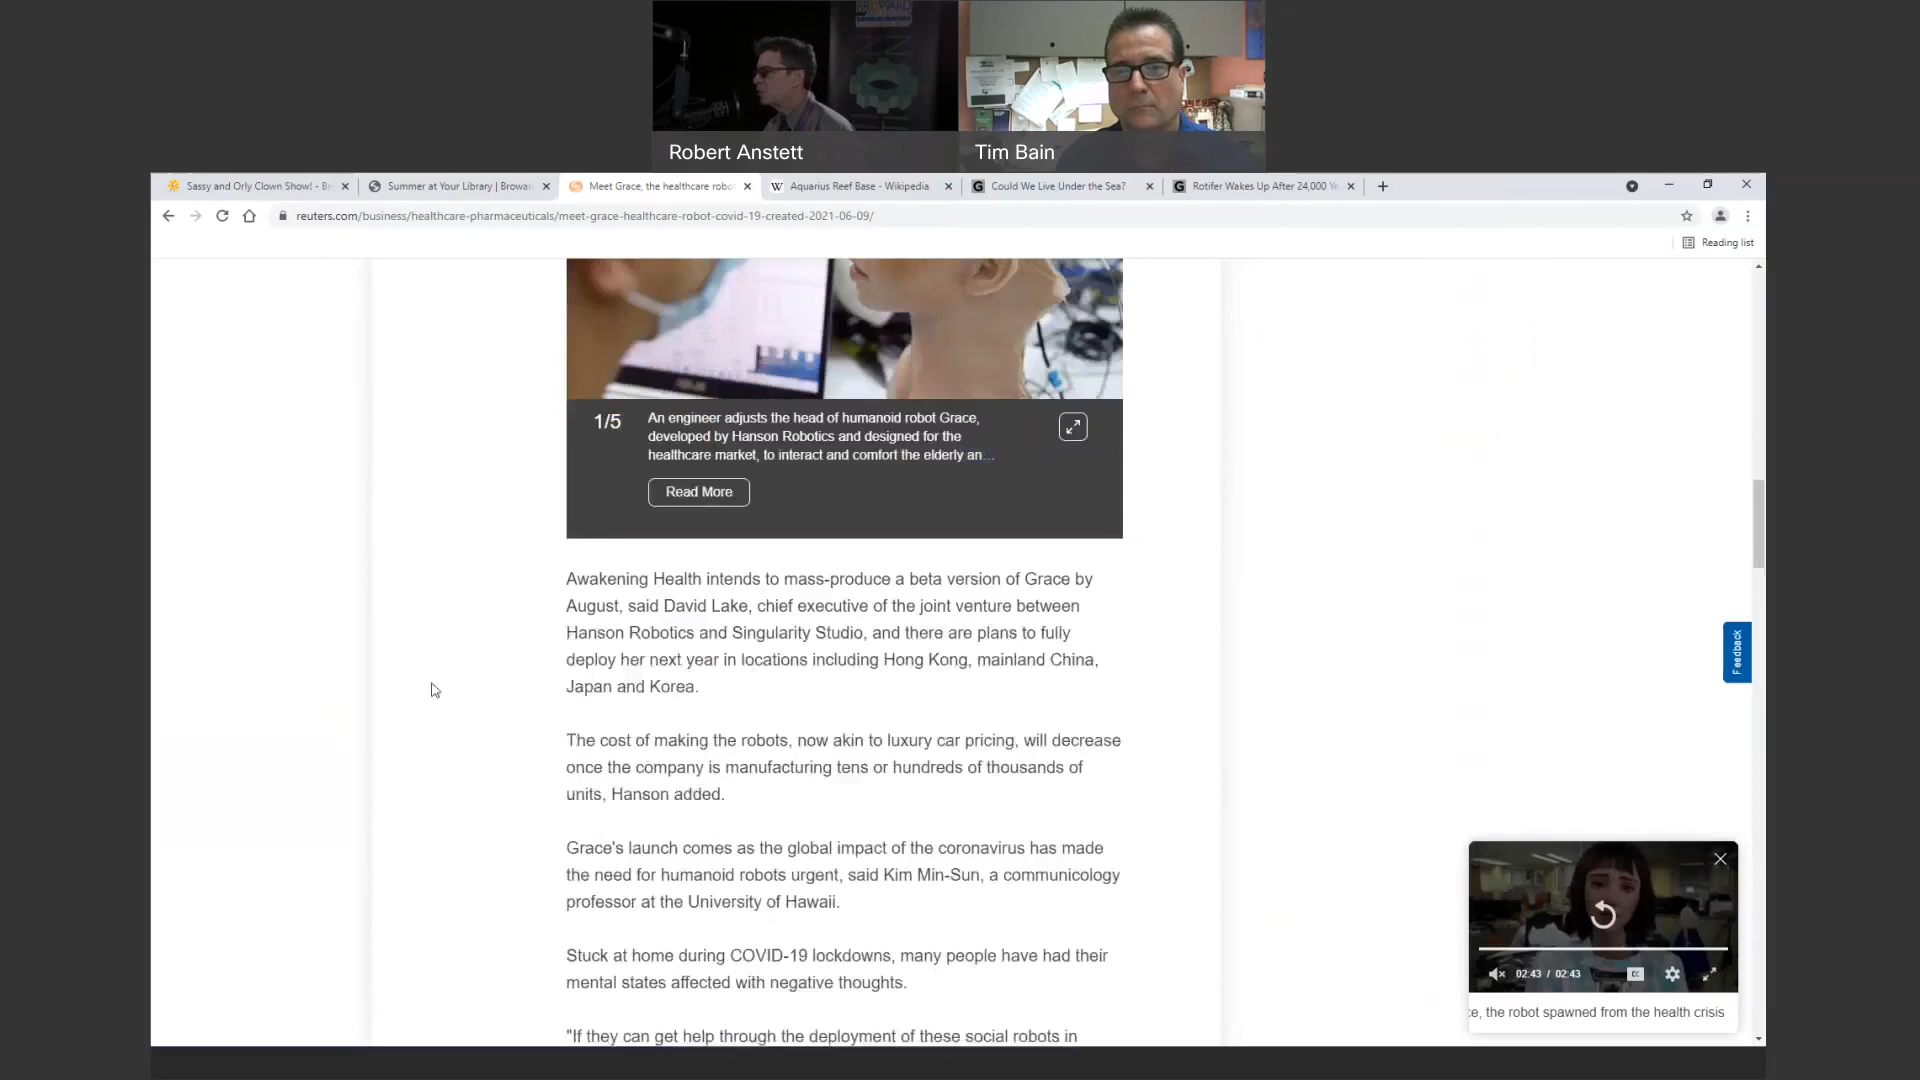 BROWARD
Robert Anstett
Tim Bain
Sassy and Orly Clown Show! - Br
Summer at Your Library | Browar
Meet Grace, the healthcare robo
W Aquarius Reef Base - Wikipedia
G Could We Live Under the Sea?
G Rotifer Wakes Up After 24,000 Ye
reuters.com/business/healthcare-pharmaceuticals/meet-grace-healthcare-robot-covid-19-created-2021-06-09/
Reading list
ASUS
1/5
An engineer adjusts the head of humanoid robot Grace,
developed by Hanson Robotics and designed for the
healthcare market, to interact and comfort the elderly an...
Read More
Awakening Health intends to mass-produce a beta version of Grace by
August, said David Lake, chief executive of the joint venture between
Hanson Robotics and Singularity Studio, and there are plans to fully
deploy her next year in locations including Hong Kong, mainland China,
Japan and Korea.
The cost of making the robots, now akin to luxury car pricing, will decrease
once the company is manufacturing tens or hundreds of thousands of
units, Hanson added.
Grace's launch comes as the global impact of the coronavirus has made
the need for humanoid robots urgent, said Kim Min-Sun, a communicology
professor at the University of Hawaii.
Stuck at home during COVID-19 lockdowns, many people have had their
mental states affected with negative thoughts.
"If they can get help through the deployment of these social robots in
Feedback
02:43 / 02:43
CC
e, the robot spawned from the health crisis